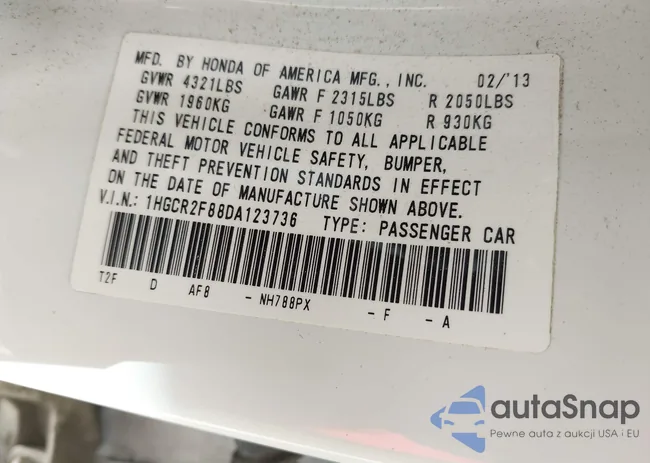 MFD. BY HONDA OF AMERICA MFG., INC. 02/'13
GVWR 4321LBS GAWR F 2315LBS R 2050LBS
GVWR 1960KG GAWR F 1050KG R 930KG
THIS VEHICLE CONFORMS TO ALL APPLICABLE
FEDERAL MOTOR VEHICLE SAFETY, BUMPER,
AND THEFT PREVENTION STANDARDS IN EFFECT
ON THE DATE OF MANUFACTURE SHOWN ABOVE.
V.I.N.: 1HGCR2F88DA123736 TYPE: PASSENGER CAR
T2F D AF8 - NH788PX - F - A
autaSnap
Pewne auta z aukcji USA i EU